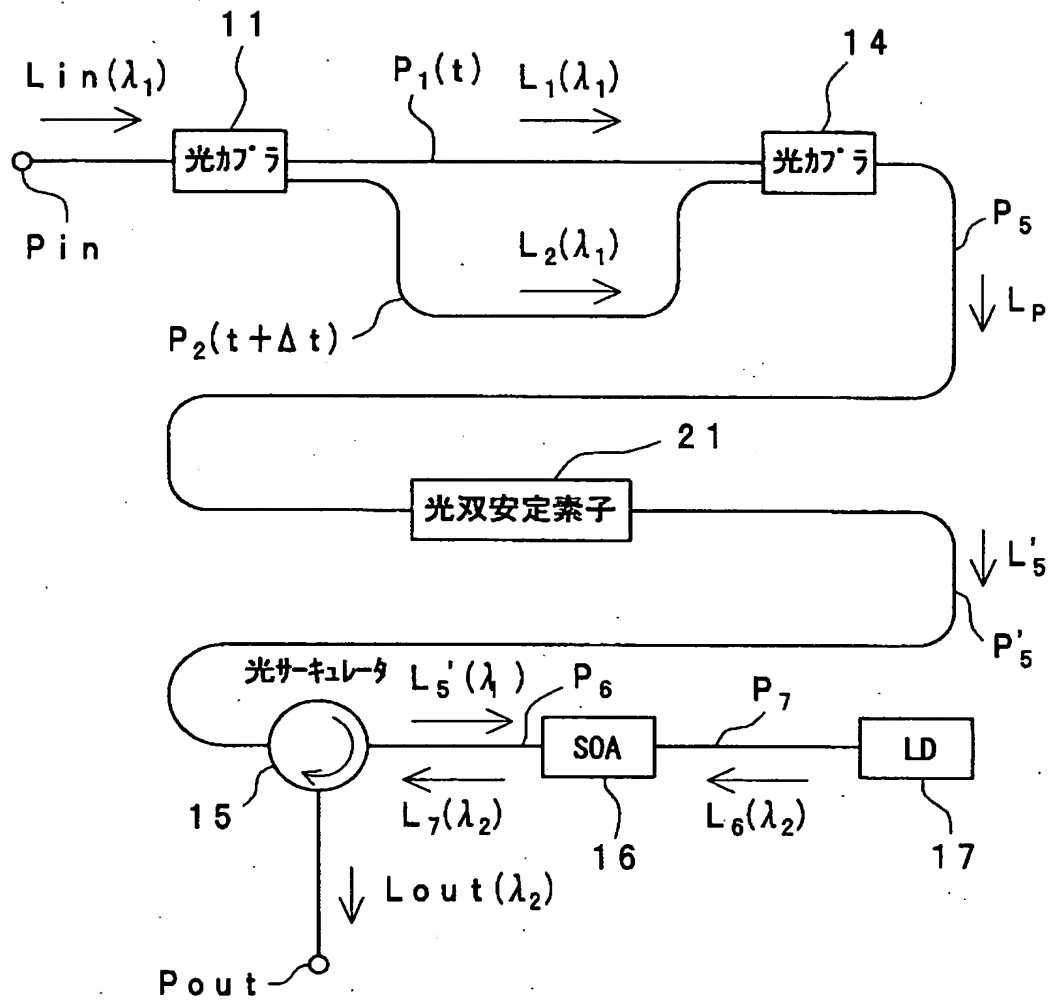 11
14
Lin(λ₁)
P₁(t)
L₁(λ₁)
光カプラ
光カプラ
Pin
L₂(λ₁)
P₅
P₂(t+Δt)
L_P
21
光双安定素子
L'₅
P'₅
光サーキュレータ
L₅'(λ₁)
P₆
P₇
SOA
LD
15
L₇(λ₂)
L₆(λ₂)
16
17
Lout(λ₂)
Pout